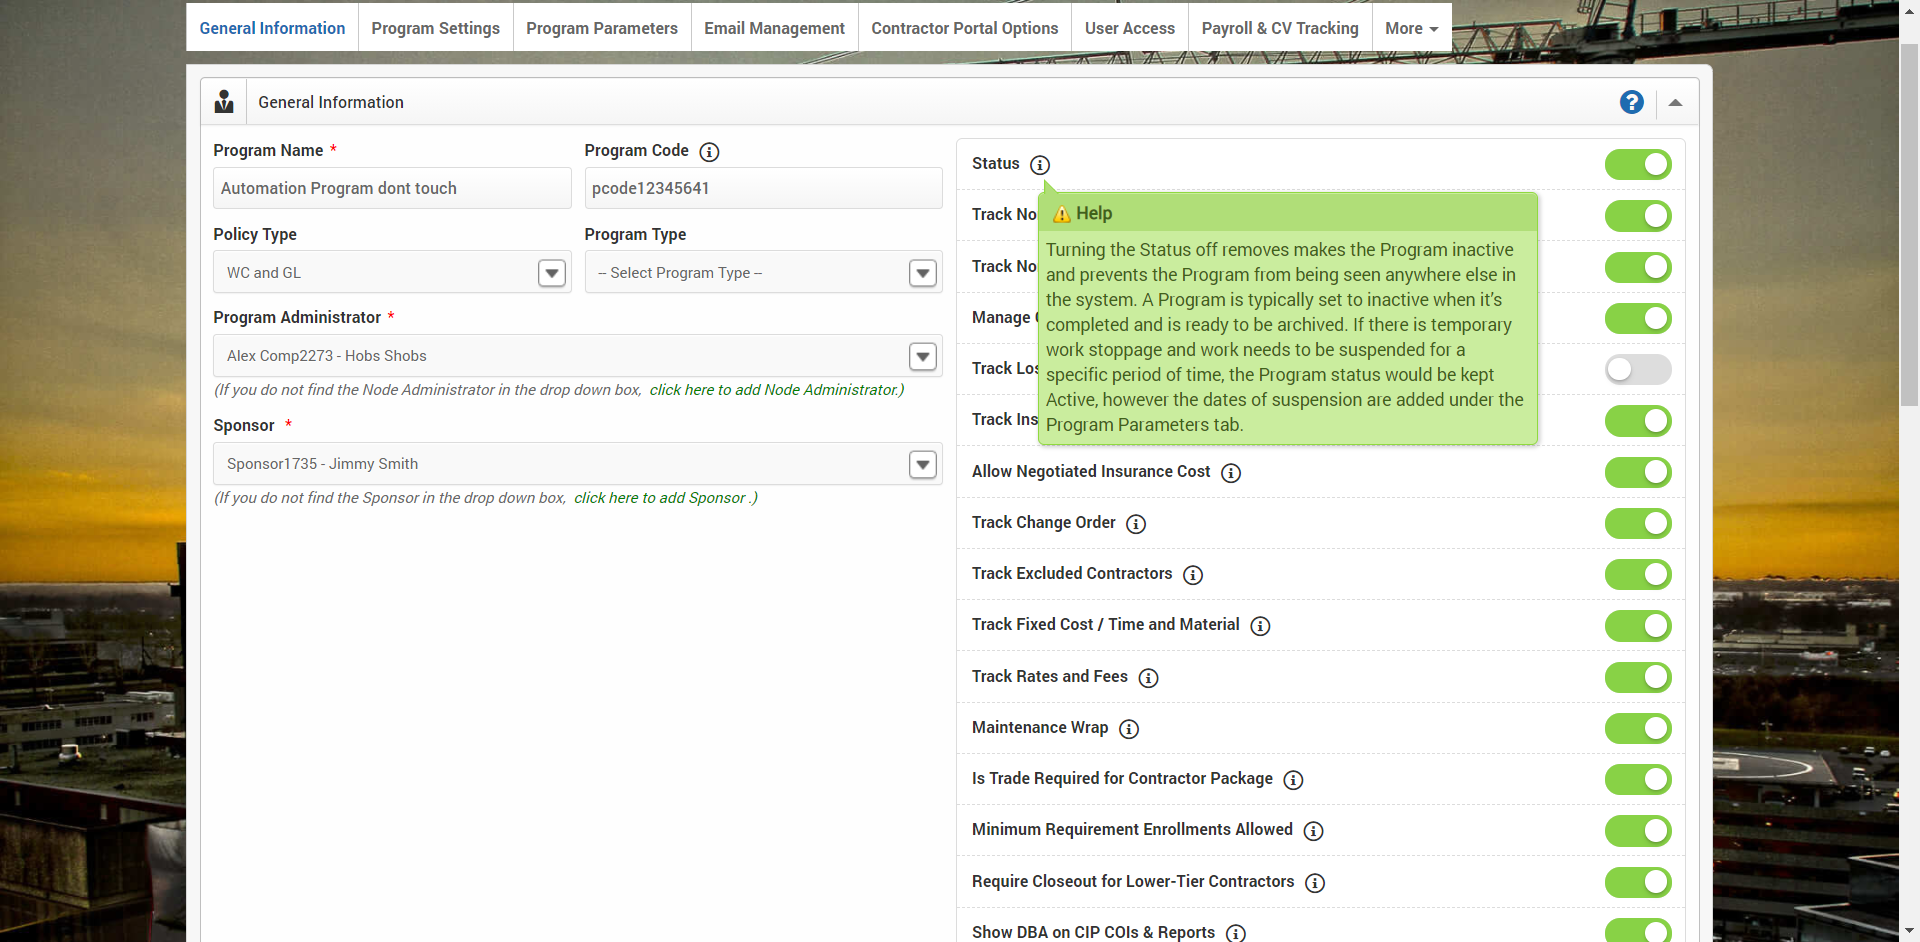 General Information
Program Settings
Program Parameters
Email Management
Contractor Portal Options
User Access
Payroll & CV Tracking
More
General Information
Program Name *
Program Code
Automation Program dont touch
pcode12345641
Policy Type
Program Type
WC and GL
-- Select Program Type --
Program Administrator *
Alex Comp2273 - Hobs Shobs
(If you do not find the Node Administrator in the drop down box, click here to add Node Administrator.)
Sponsor *
Sponsor1735 - Jimmy Smith
(If you do not find the Sponsor in the drop down box, click here to add Sponsor .)
Status
Help
Turning the Status off removes makes the Program inactive
and prevents the Program from being seen anywhere else in
the system. A Program is typically set to inactive when it's
completed and is ready to be archived. If there is temporary
work stoppage and work needs to be suspended for a
specific period of time, the Program status would be kept
Active, however the dates of suspension are added under the
Program Parameters tab.
Track No
Track No
Manage
Track Los
Track Ins
Allow Negotiated Insurance Cost
Track Change Order
Track Excluded Contractors
Track Fixed Cost / Time and Material
Track Rates and Fees
Maintenance Wrap
Is Trade Required for Contractor Package
Minimum Requirement Enrollments Allowed
Require Closeout for Lower-Tier Contractors
Show DBA on CIP COIs & Reports